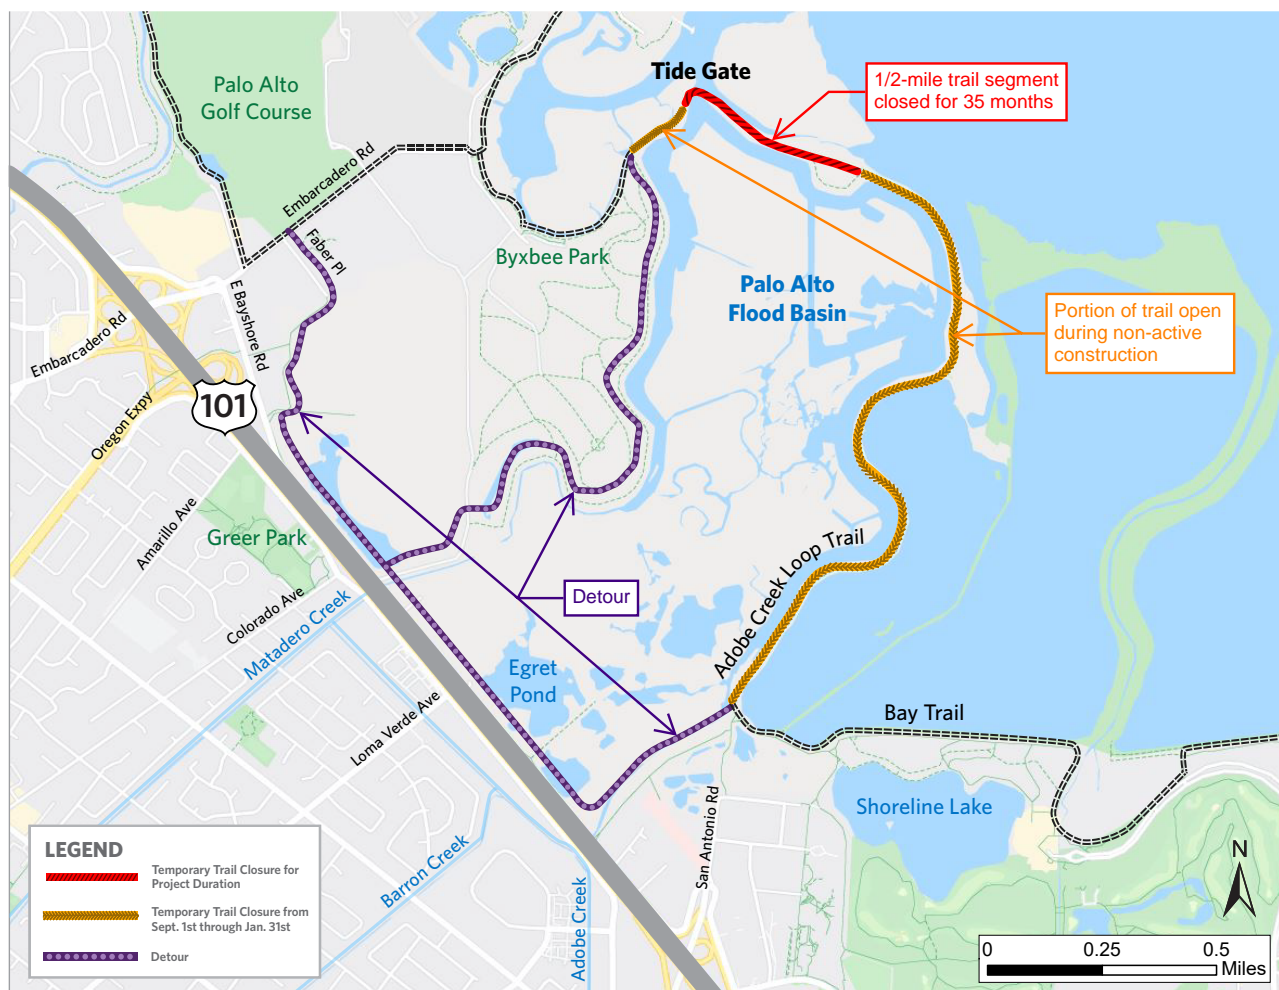 Palo Alto
Golf Course
Tide Gate
1/2-mile trail segment
closed for 35 months
Embarcadero Rd
Faber Pl
Byxbee Park
Palo Alto
Flood Basin
E Bayshore Rd
Embarcadero Rd
Portion of trail open
during non-active
construction
101
Oregon Expy
Amarillo Ave
Greer Park
Adobe Creek Loop Trail
Detour
Colorado Ave
Matadero Creek
Egret
Pond
Loma Verde Ave
Bay Trail
San Antonio Rd
Shoreline Lake
Barron Creek
Adobe Creek
LEGEND
Temporary Trail Closure for
Project Duration
Temporary Trail Closure from
Sept. 1st through Jan. 31st
Detour
N
0 0.25 0.5
Miles